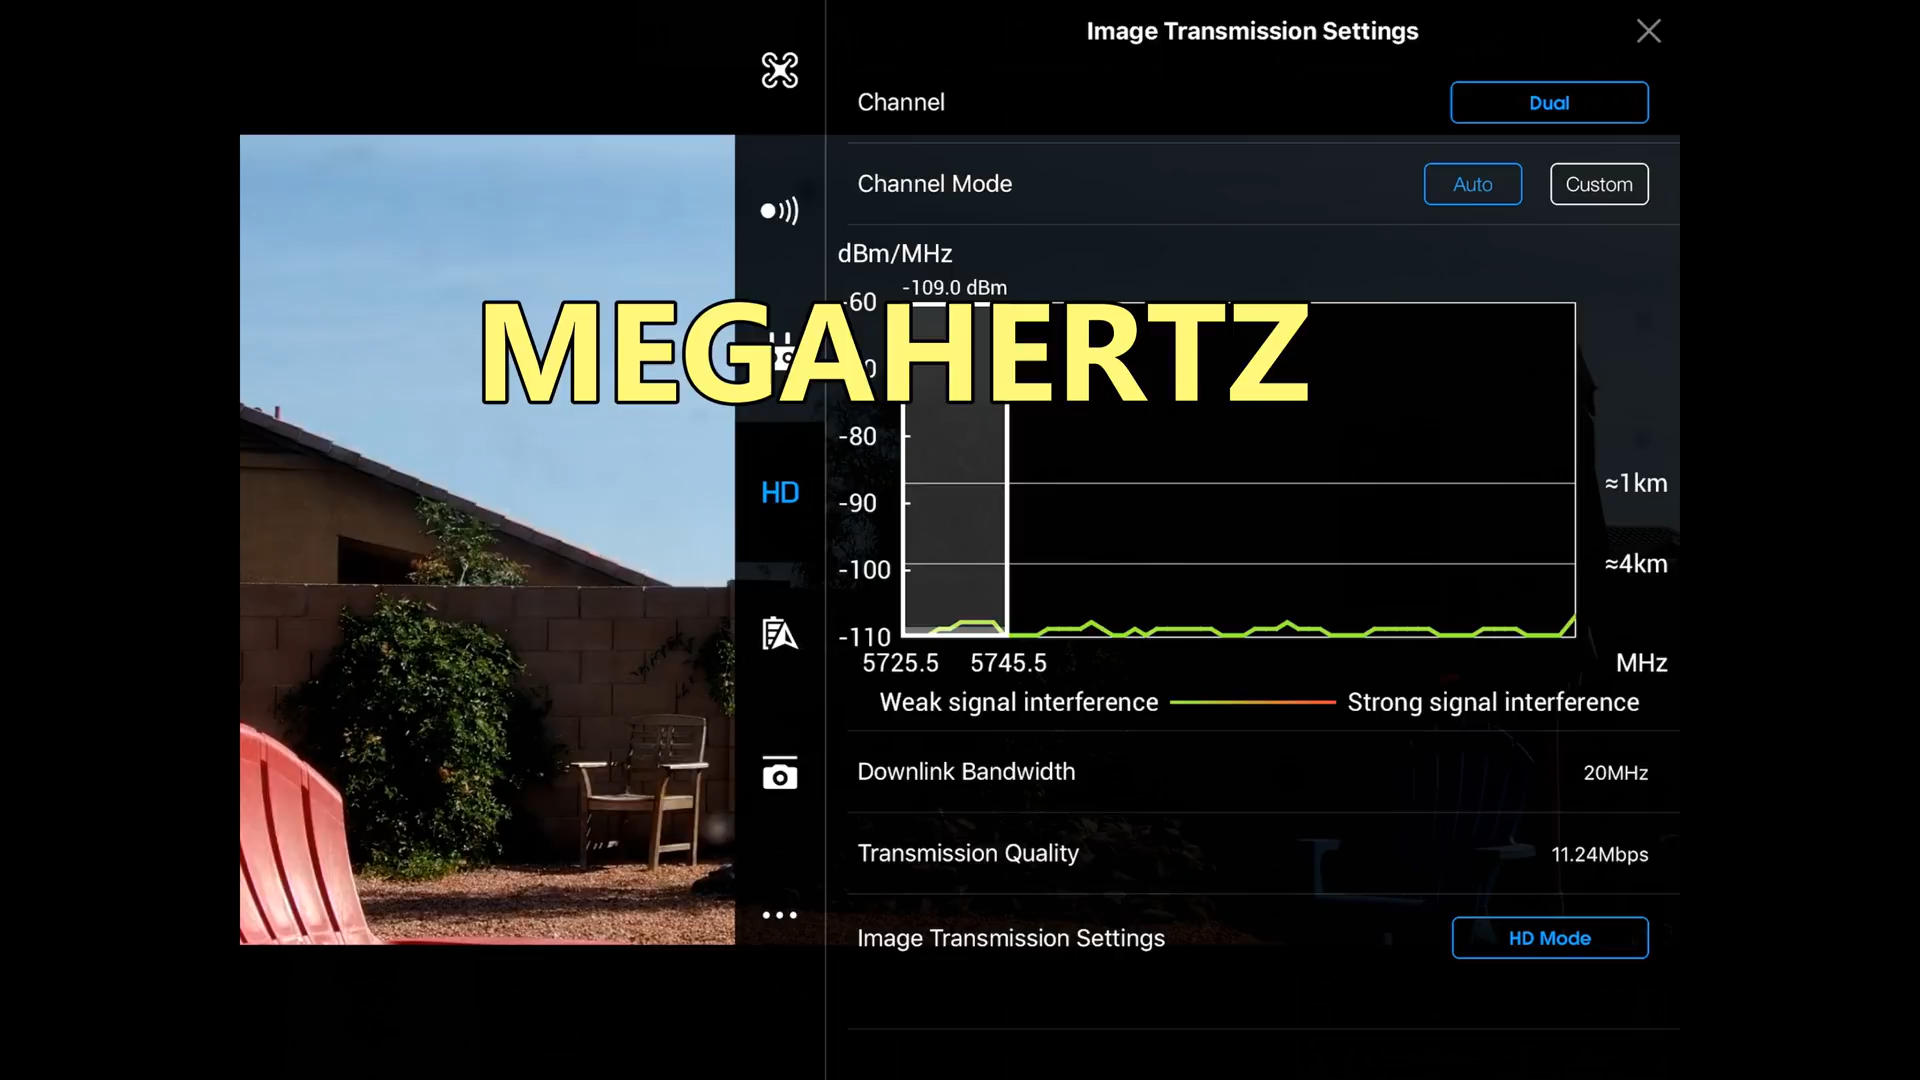 Image Transmission Settings
Channel
Dual
Channel Mode
Auto
Custom
dBm/MHz
-109.0 dBm
-60
MEGAHERTZ
-80
HD
≈1km
-90
≈4km
-100
-110
5725.5
5745.5
MHz
Weak signal interference
Strong signal interference
Downlink Bandwidth
20MHz
Transmission Quality
11.24Mbps
Image Transmission Settings
HD Mode